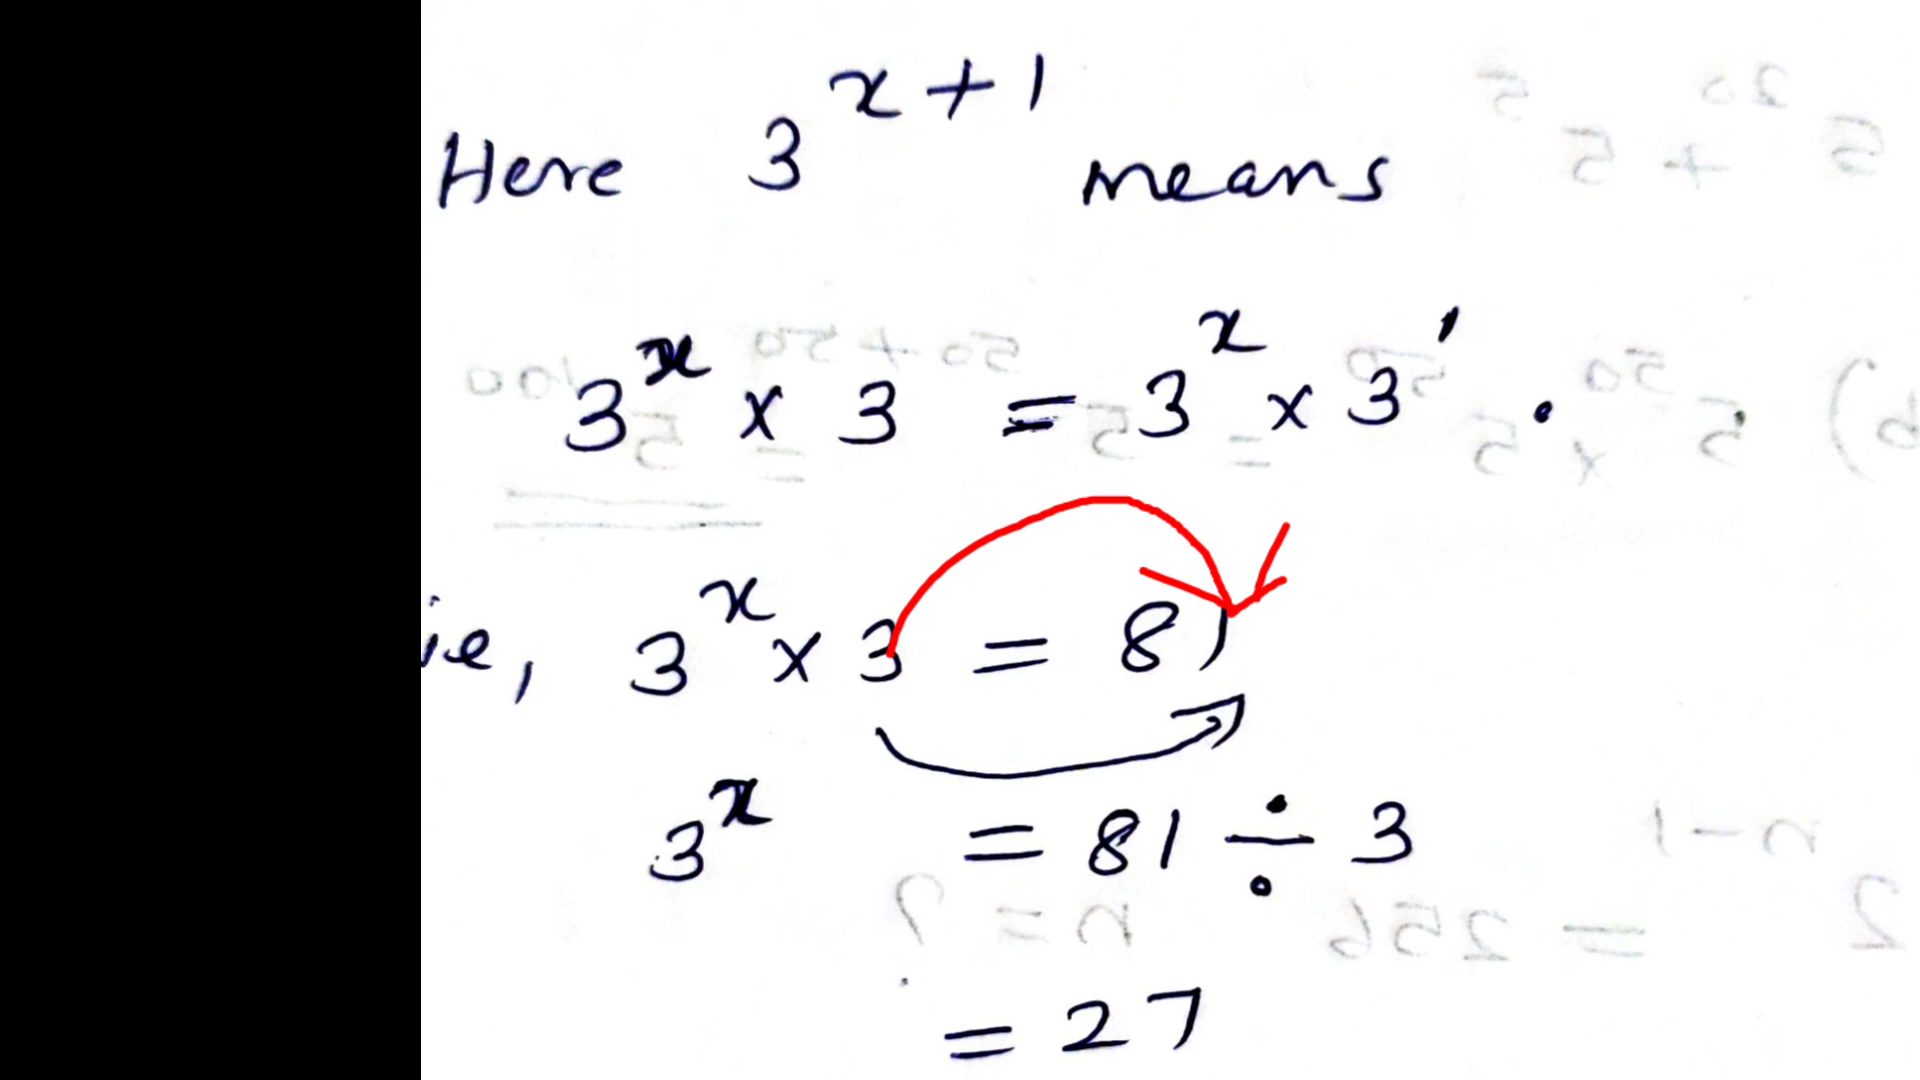 Here 3^(x+1) means
3^x × 3 = 3^x × 3^1 .
ie, 3^x × 3 = 81
3^x = 81 ÷ 3
= 27